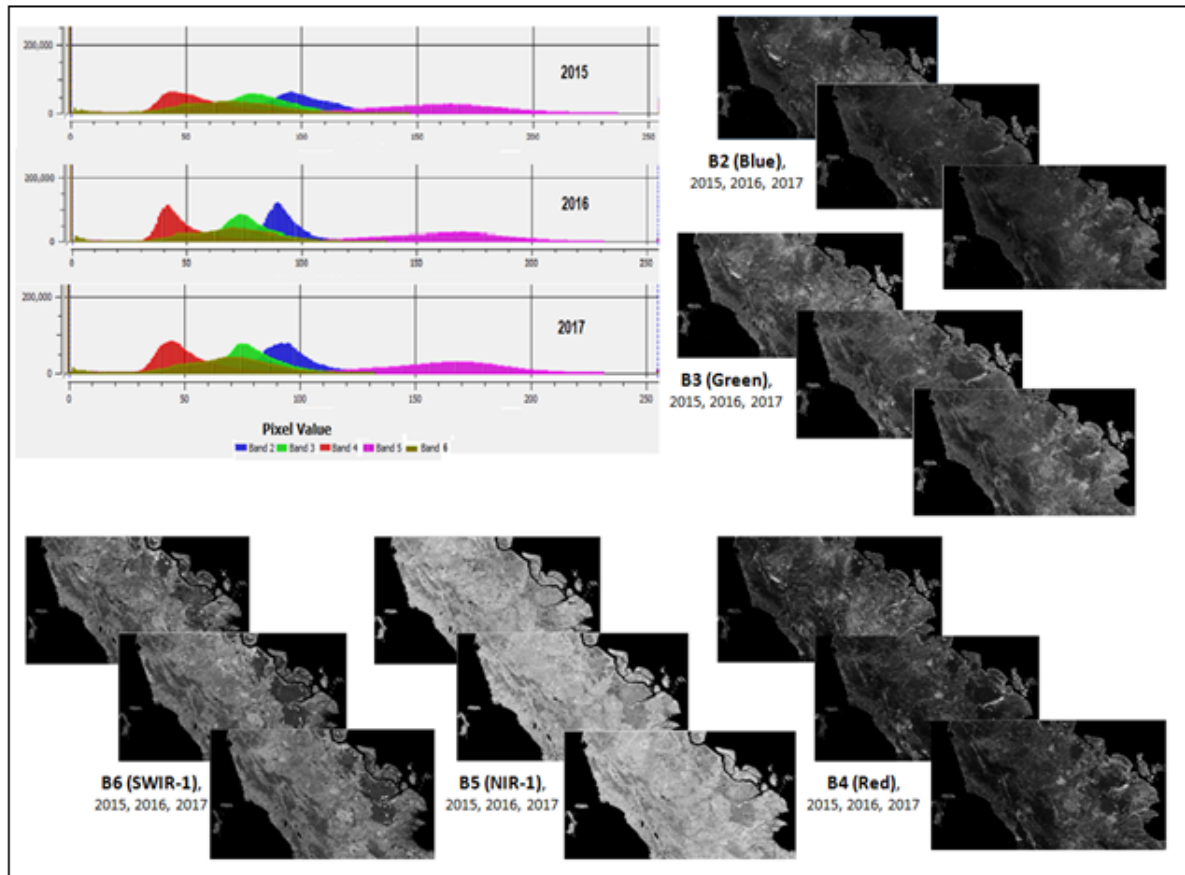 200,000
2015
0
0 50 100 150 200 250
200,000
2016
0
0 50 100 150 200 250
200,000
2017
0
0 50 100 150 200 250
Pixel Value
Band 2 Band 3 Band 4 Band 5 Band 6
B2 (Blue),
2015, 2016, 2017
B3 (Green),
2015, 2016, 2017
B6 (SWIR-1),
2015, 2016, 2017
B5 (NIR-1),
2015, 2016, 2017
B4 (Red),
2015, 2016, 2017